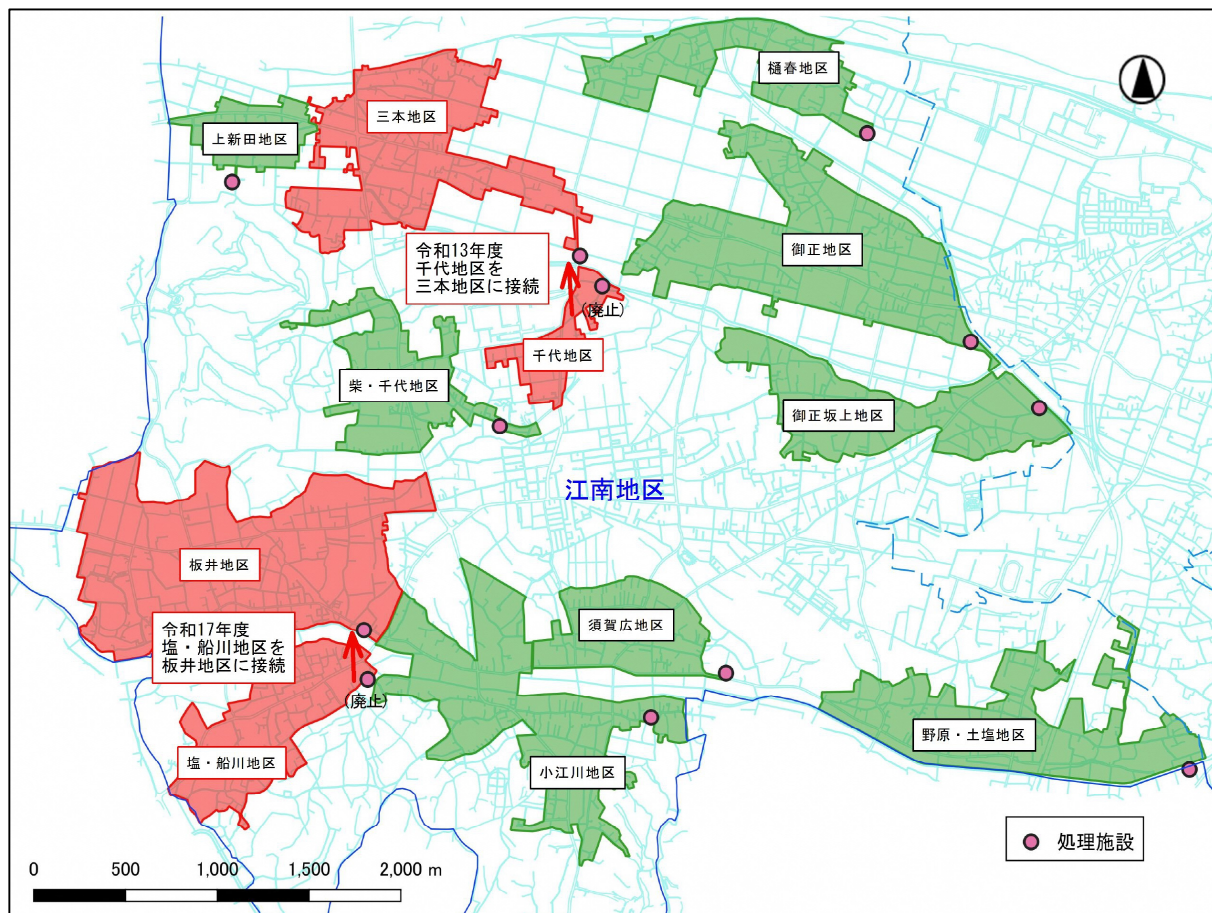 樋春地区
三本地区
上新田地区
令和13年度
千代地区を
三本地区に接続
御正地区
(廃止)
千代地区
柴・千代地区
御正坂上地区
江南地区
板井地区
令和17年度
塩・船川地区を
板井地区に接続
須賀広地区
(廃止)
野原・土塩地区
塩・船川地区
小江川地区
処理施設
0 500 1,000 1,500 2,000 m